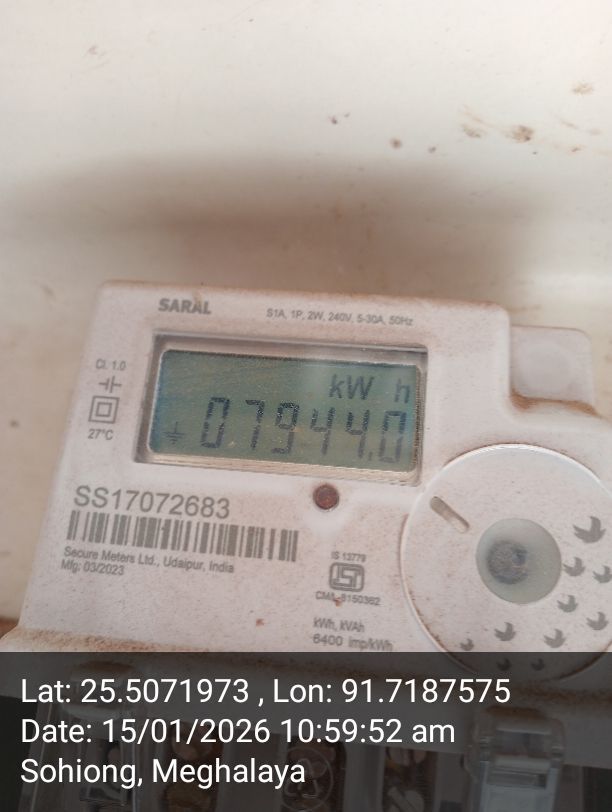 SARAL
S1A, 1P, 2W, 240V, 5-30A, 50Hz
Cl. 1.0
27°C
kW h
07944.0
SS17072683
Secure Meters Ltd., Udaipur, India
Mfg: 03/2023
IS 13779
CM/L-8150362
kWh, kVAh
6400 imp/kWh
Lat: 25.5071973 , Lon: 91.7187575
Date: 15/01/2026 10:59:52 am
Sohiong, Meghalaya